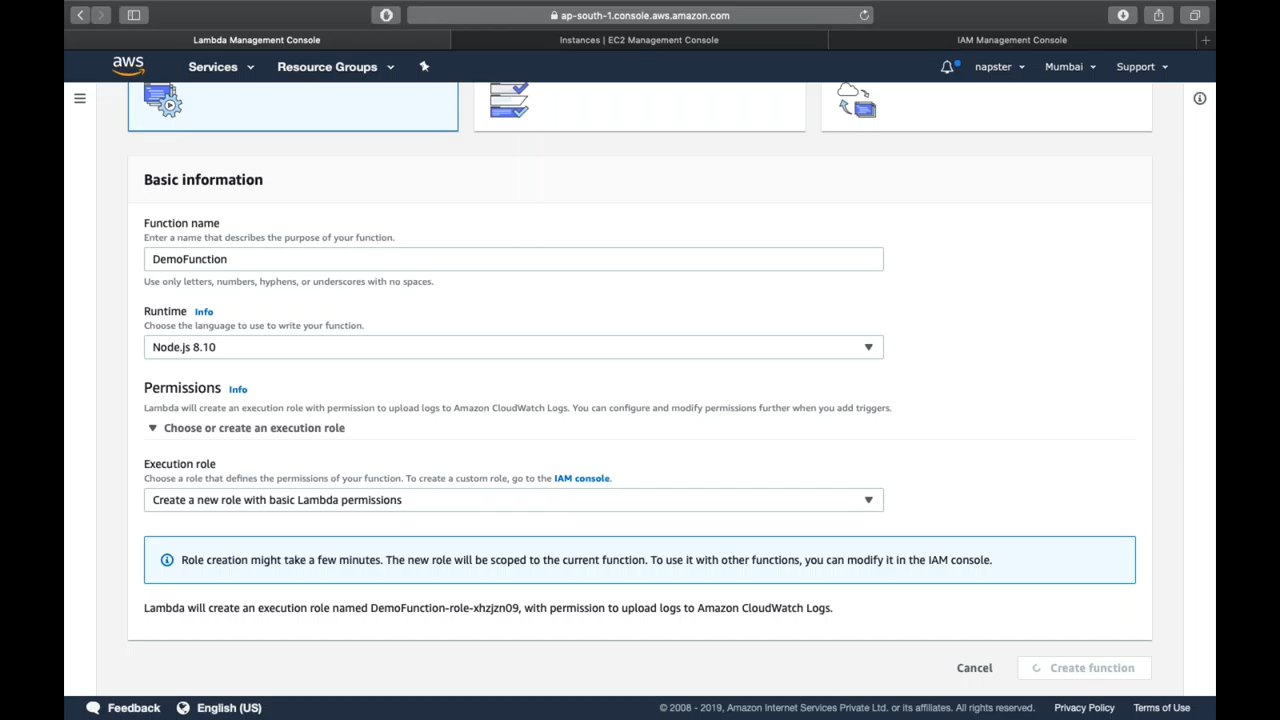 ap-south-1.console.aws.amazon.com
Lambda Management Console
Instances | EC2 Management Console
IAM Management Console
aws
Services
Resource Groups
napster
Mumbai
Support
Basic information
Function name
Enter a name that describes the purpose of your function.
DemoFunction
Use only letters, numbers, hyphens, or underscores with no spaces.
Runtime Info
Choose the language to use to write your function.
Node.js 8.10
Permissions Info
Lambda will create an execution role with permission to upload logs to Amazon CloudWatch Logs. You can configure and modify permissions further when you add triggers.
Choose or create an execution role
Execution role
Choose a role that defines the permissions of your function. To create a custom role, go to the IAM console.
Create a new role with basic Lambda permissions
Role creation might take a few minutes. The new role will be scoped to the current function. To use it with other functions, you can modify it in the IAM console.
Lambda will create an execution role named DemoFunction-role-xhzjzn09, with permission to upload logs to Amazon CloudWatch Logs.
Cancel
Create function
Feedback
English (US)
© 2008 - 2019, Amazon Internet Services Private Ltd. or its affiliates. All rights reserved.
Privacy Policy
Terms of Use